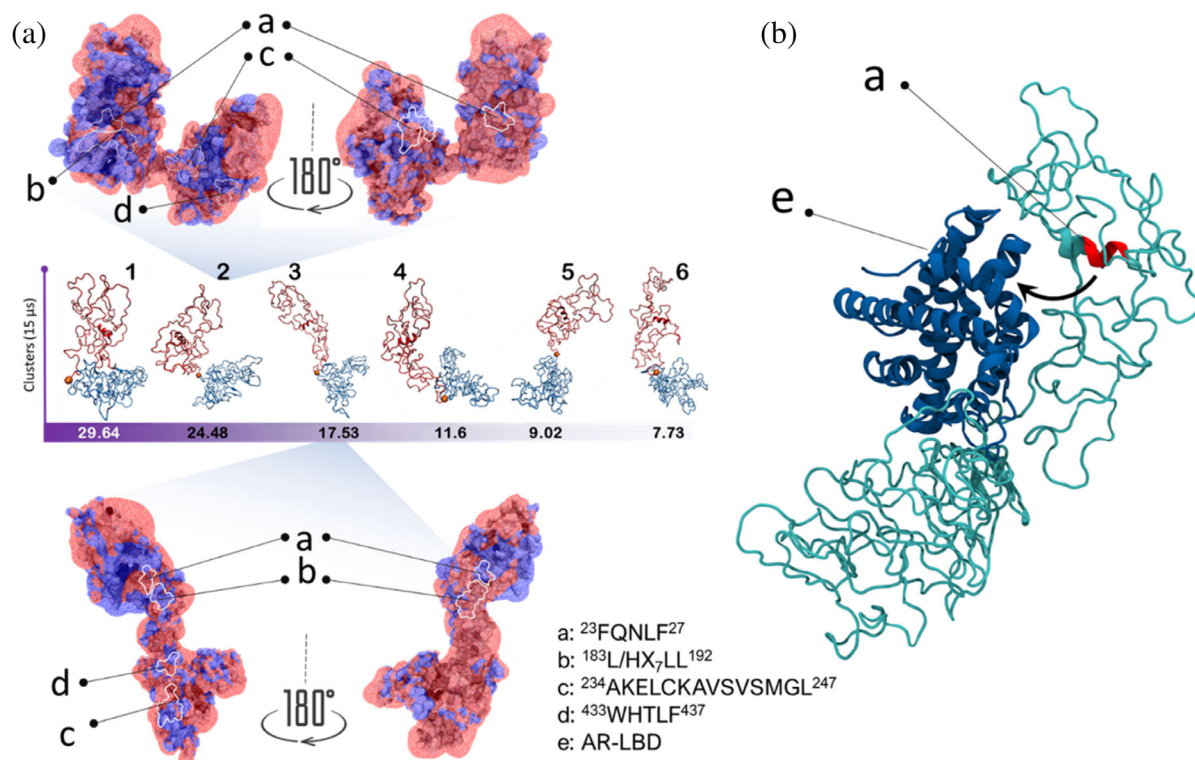 (a)
a
c
b
d
180°
(b)
a
e
Clusters (15 µs)
1 2 3 4 5 6
29.64 24.48 17.53 11.6 9.02 7.73
a
b
d
c
180°
a: ²³FQNLF²⁷
b: ¹⁸³L/HX₇LL¹⁹²
c: ²³⁴AKELCKAVSVSMGL²⁴⁷
d: ⁴³³WHTLF⁴³⁷
e: AR-LBD